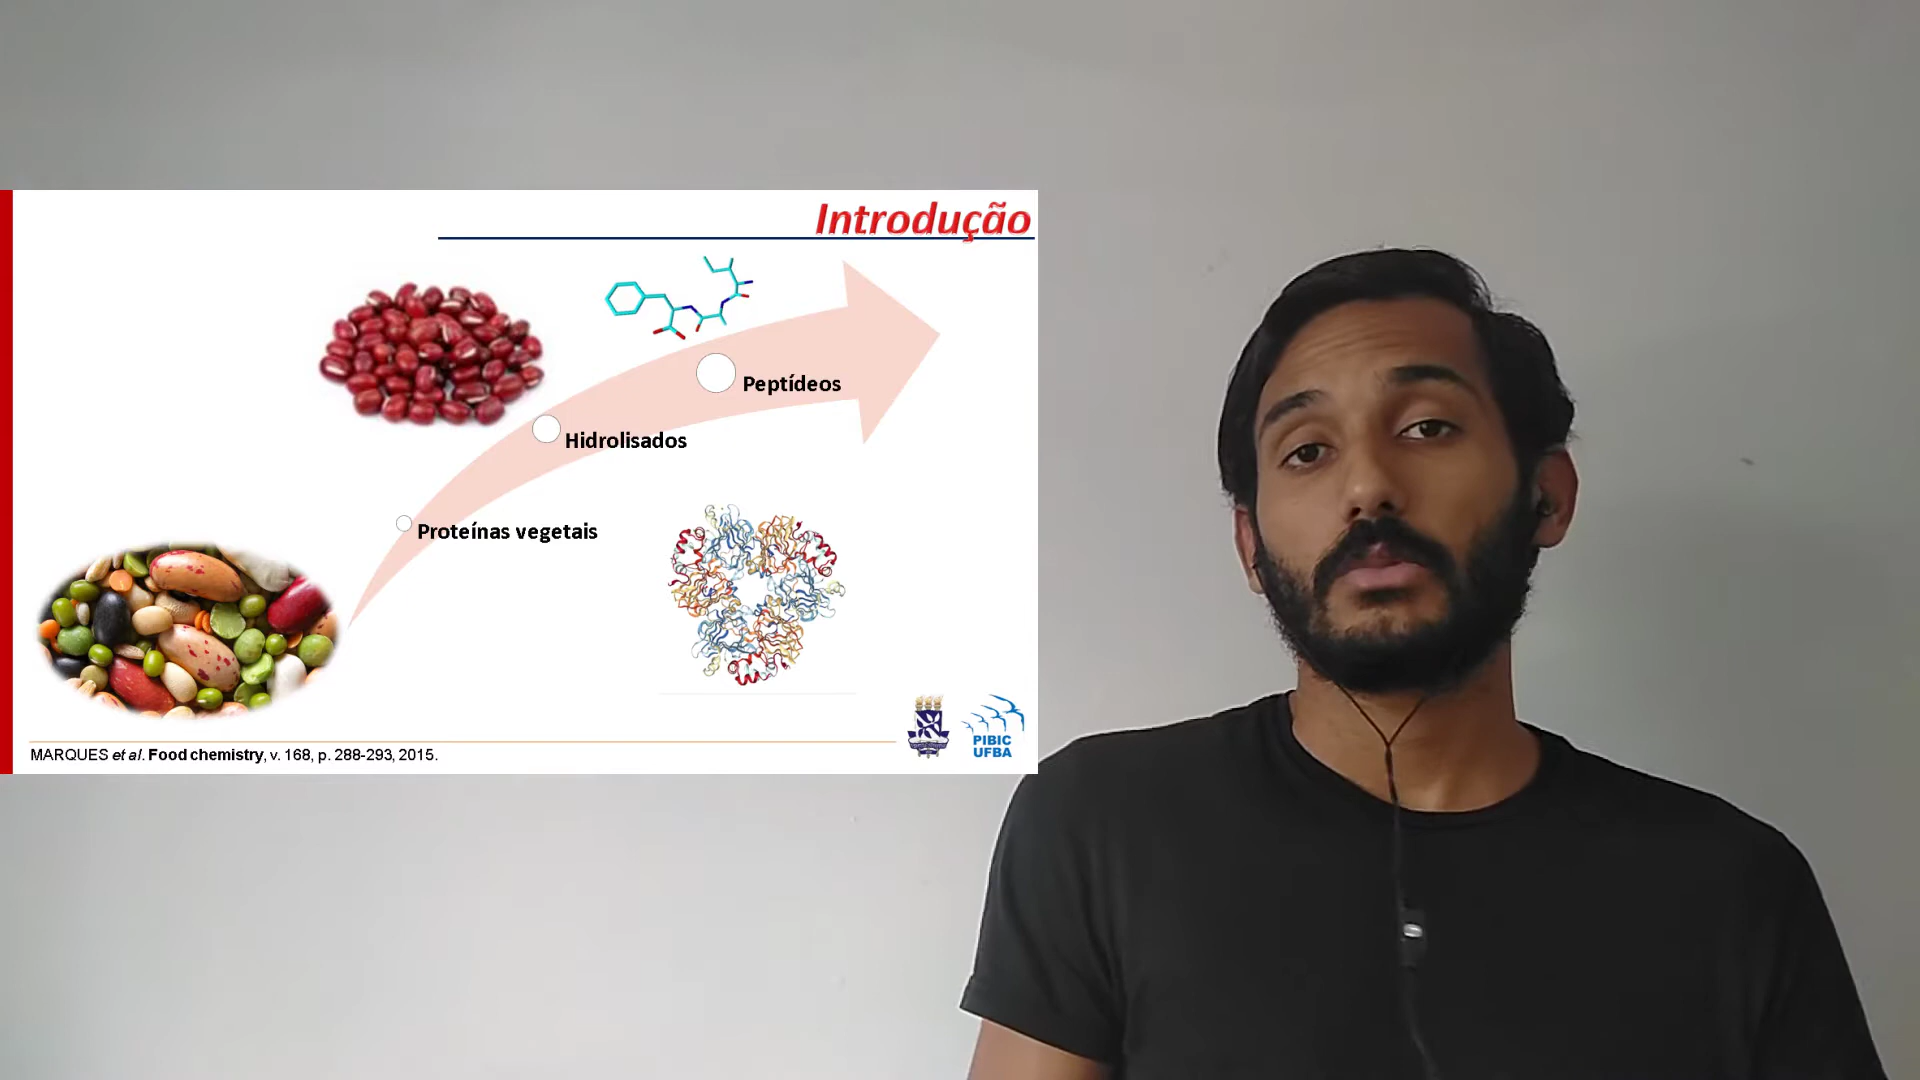 Introdução
Peptídeos
Hidrolisados
Proteínas vegetais
PIBIC
UFBA
MARQUES et al. Food chemistry, v. 168, p. 288-293, 2015.